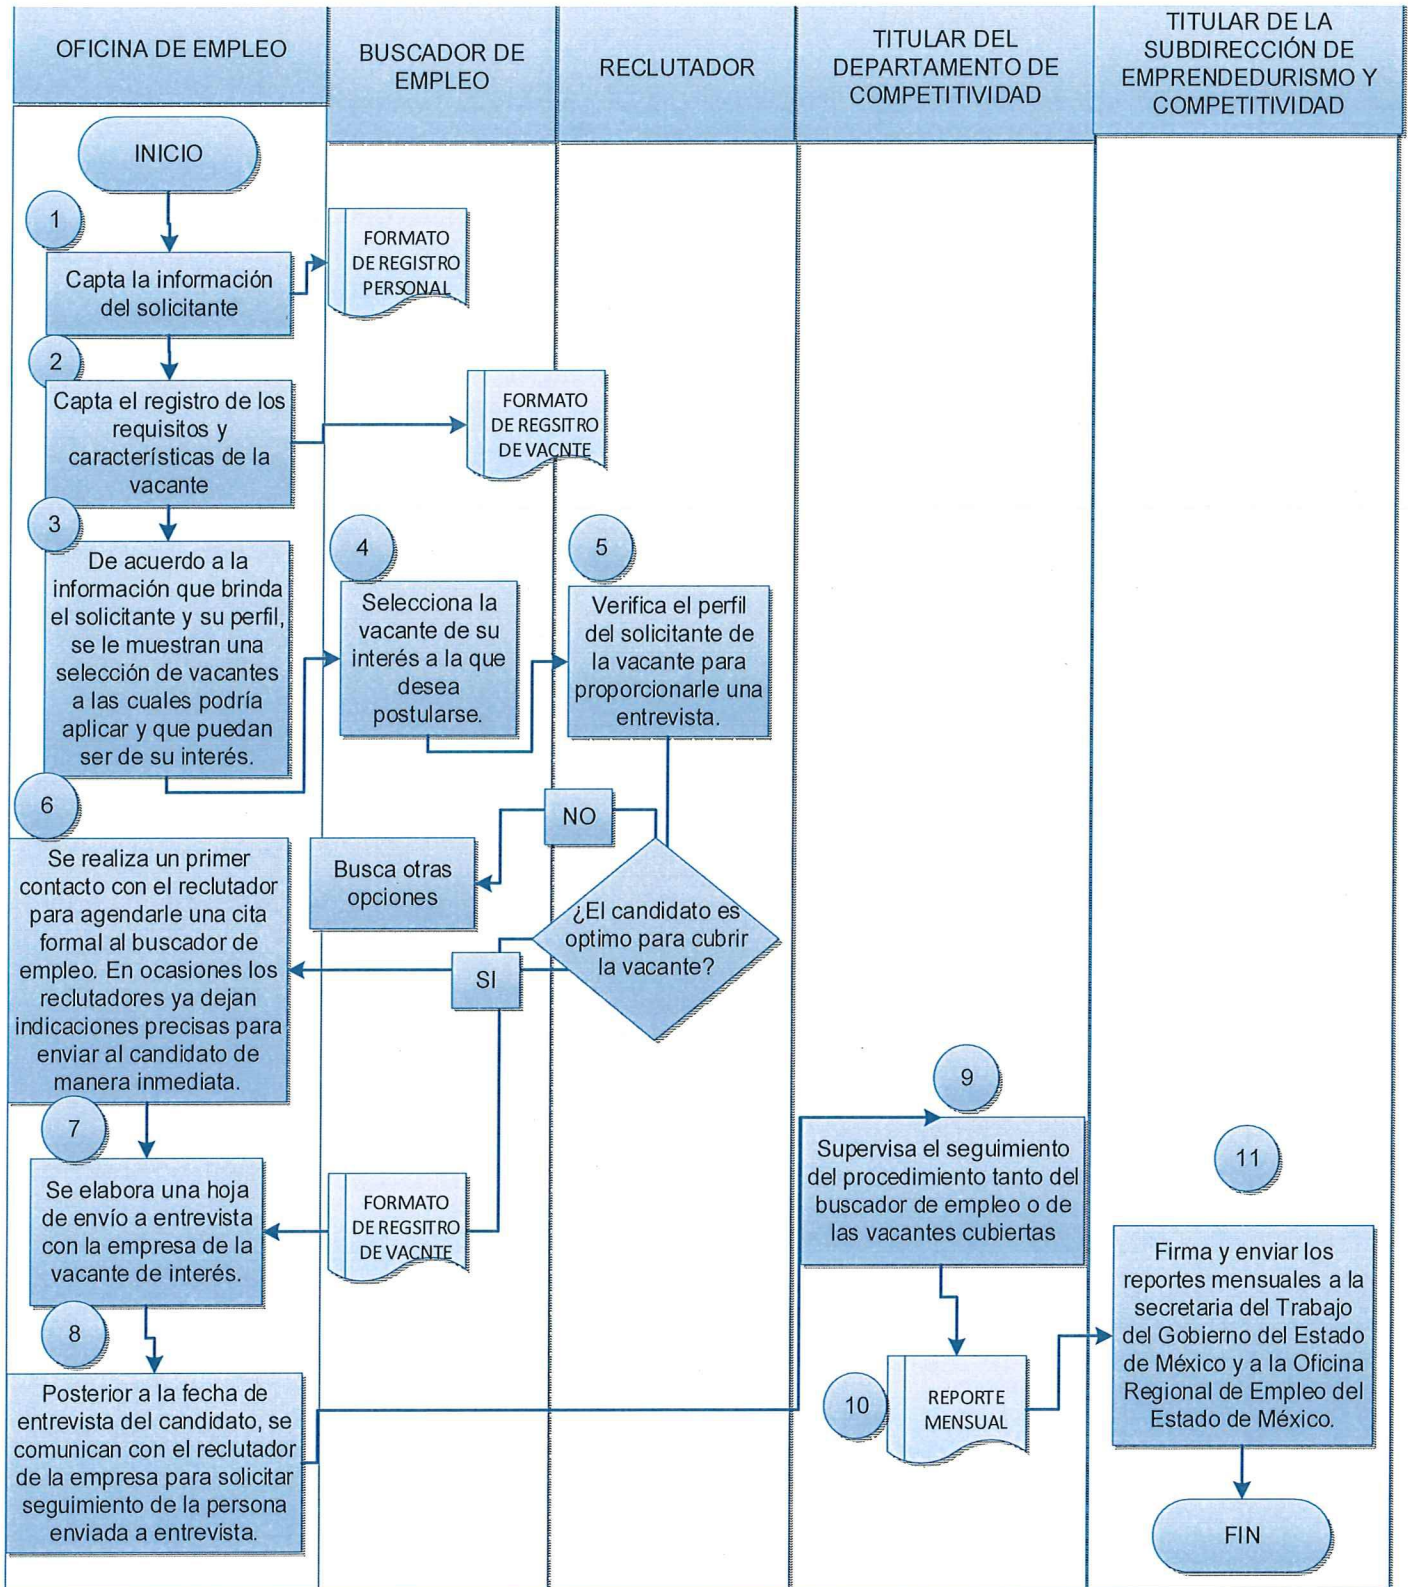 OFICINA DE EMPLEO
BUSCADOR DE
EMPLEO
RECLUTADOR
TITULAR DEL
DEPARTAMENTO DE
COMPETITIVIDAD
TITULAR DE LA
SUBDIRECCIÓN DE
EMPRENDEDURISMO Y
COMPETITIVIDAD
INICIO
1
Capta la información
del solicitante
FORMATO
DE REGISTRO
PERSONAL
2
Capta el registro de los
requisitos y
características de la
vacante
FORMATO
DE REGSITRO
DE VACNTE
3
De acuerdo a la
información que brinda
el solicitante y su perfil,
se le muestran una
selección de vacantes
a las cuales podría
aplicar y que puedan
ser de su interés.
4
Selecciona la
vacante de su
interés a la que
desea
postularse.
5
Verifica el perfil
del solicitante de
la vacante para
proporcionarle una
entrevista.
NO
Busca otras
opciones
¿El candidato es
optimo para cubrir
la vacante?
SI
6
Se realiza un primer
contacto con el reclutador
para agendarle una cita
formal al buscador de
empleo. En ocasiones los
reclutadores ya dejan
indicaciones precisas para
enviar al candidato de
manera inmediata.
7
Se elabora una hoja
de envío a entrevista
con la empresa de la
vacante de interés.
FORMATO
DE REGSITRO
DE VACNTE
8
Posterior a la fecha de
entrevista del candidato, se
comunican con el reclutador
de la empresa para solicitar
seguimiento de la persona
enviada a entrevista.
9
Supervisa el seguimiento
del procedimiento tanto del
buscador de empleo o de
las vacantes cubiertas
10
REPORTE
MENSUAL
11
Firma y enviar los
reportes mensuales a la
secretaria del Trabajo
del Gobierno del Estado
de México y a la Oficina
Regional de Empleo del
Estado de México.
FIN